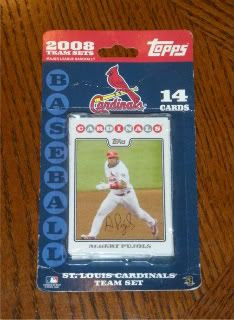 2008
TEAM SETS
MAJOR LEAGUE BASEBALL
Topps
BASEBALL
Cardinals
14
CARDS
CARDINALS
Topps
ALBERT PUJOLS
ST. LOUIS CARDINALS
TEAM SET